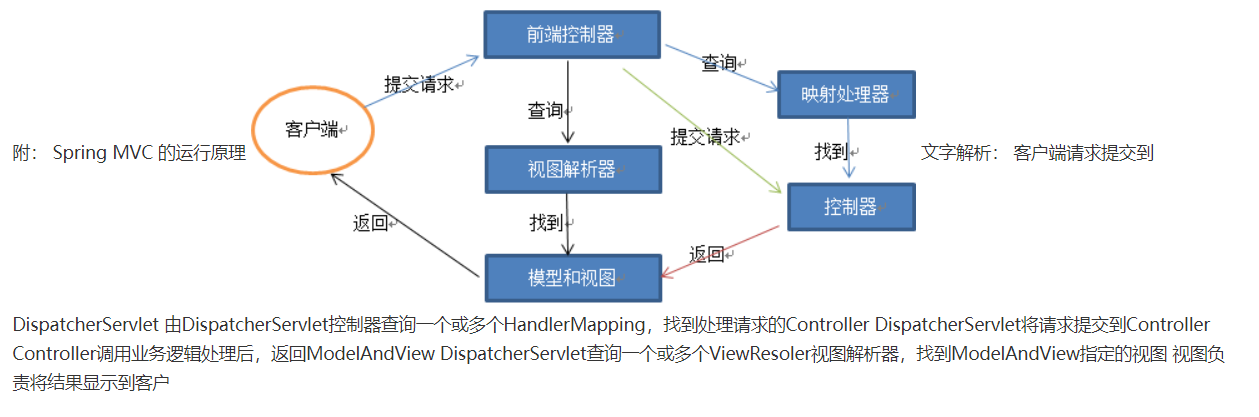 前端控制器
查询
提交请求
映射处理器
查询
客户端
提交请求
附： Spring MVC 的运行原理
视图解析器
找到
文字解析： 客户端请求提交到
控制器
返回
找到
返回
模型和视图
DispatcherServlet 由DispatcherServlet控制器查询一个或多个HandlerMapping，找到处理请求的Controller DispatcherServlet将请求提交到Controller
Controller调用业务逻辑处理后，返回ModelAndView DispatcherServlet查询一个或多个ViewResoler视图解析器，找到ModelAndView指定的视图 视图负
责将结果显示到客户